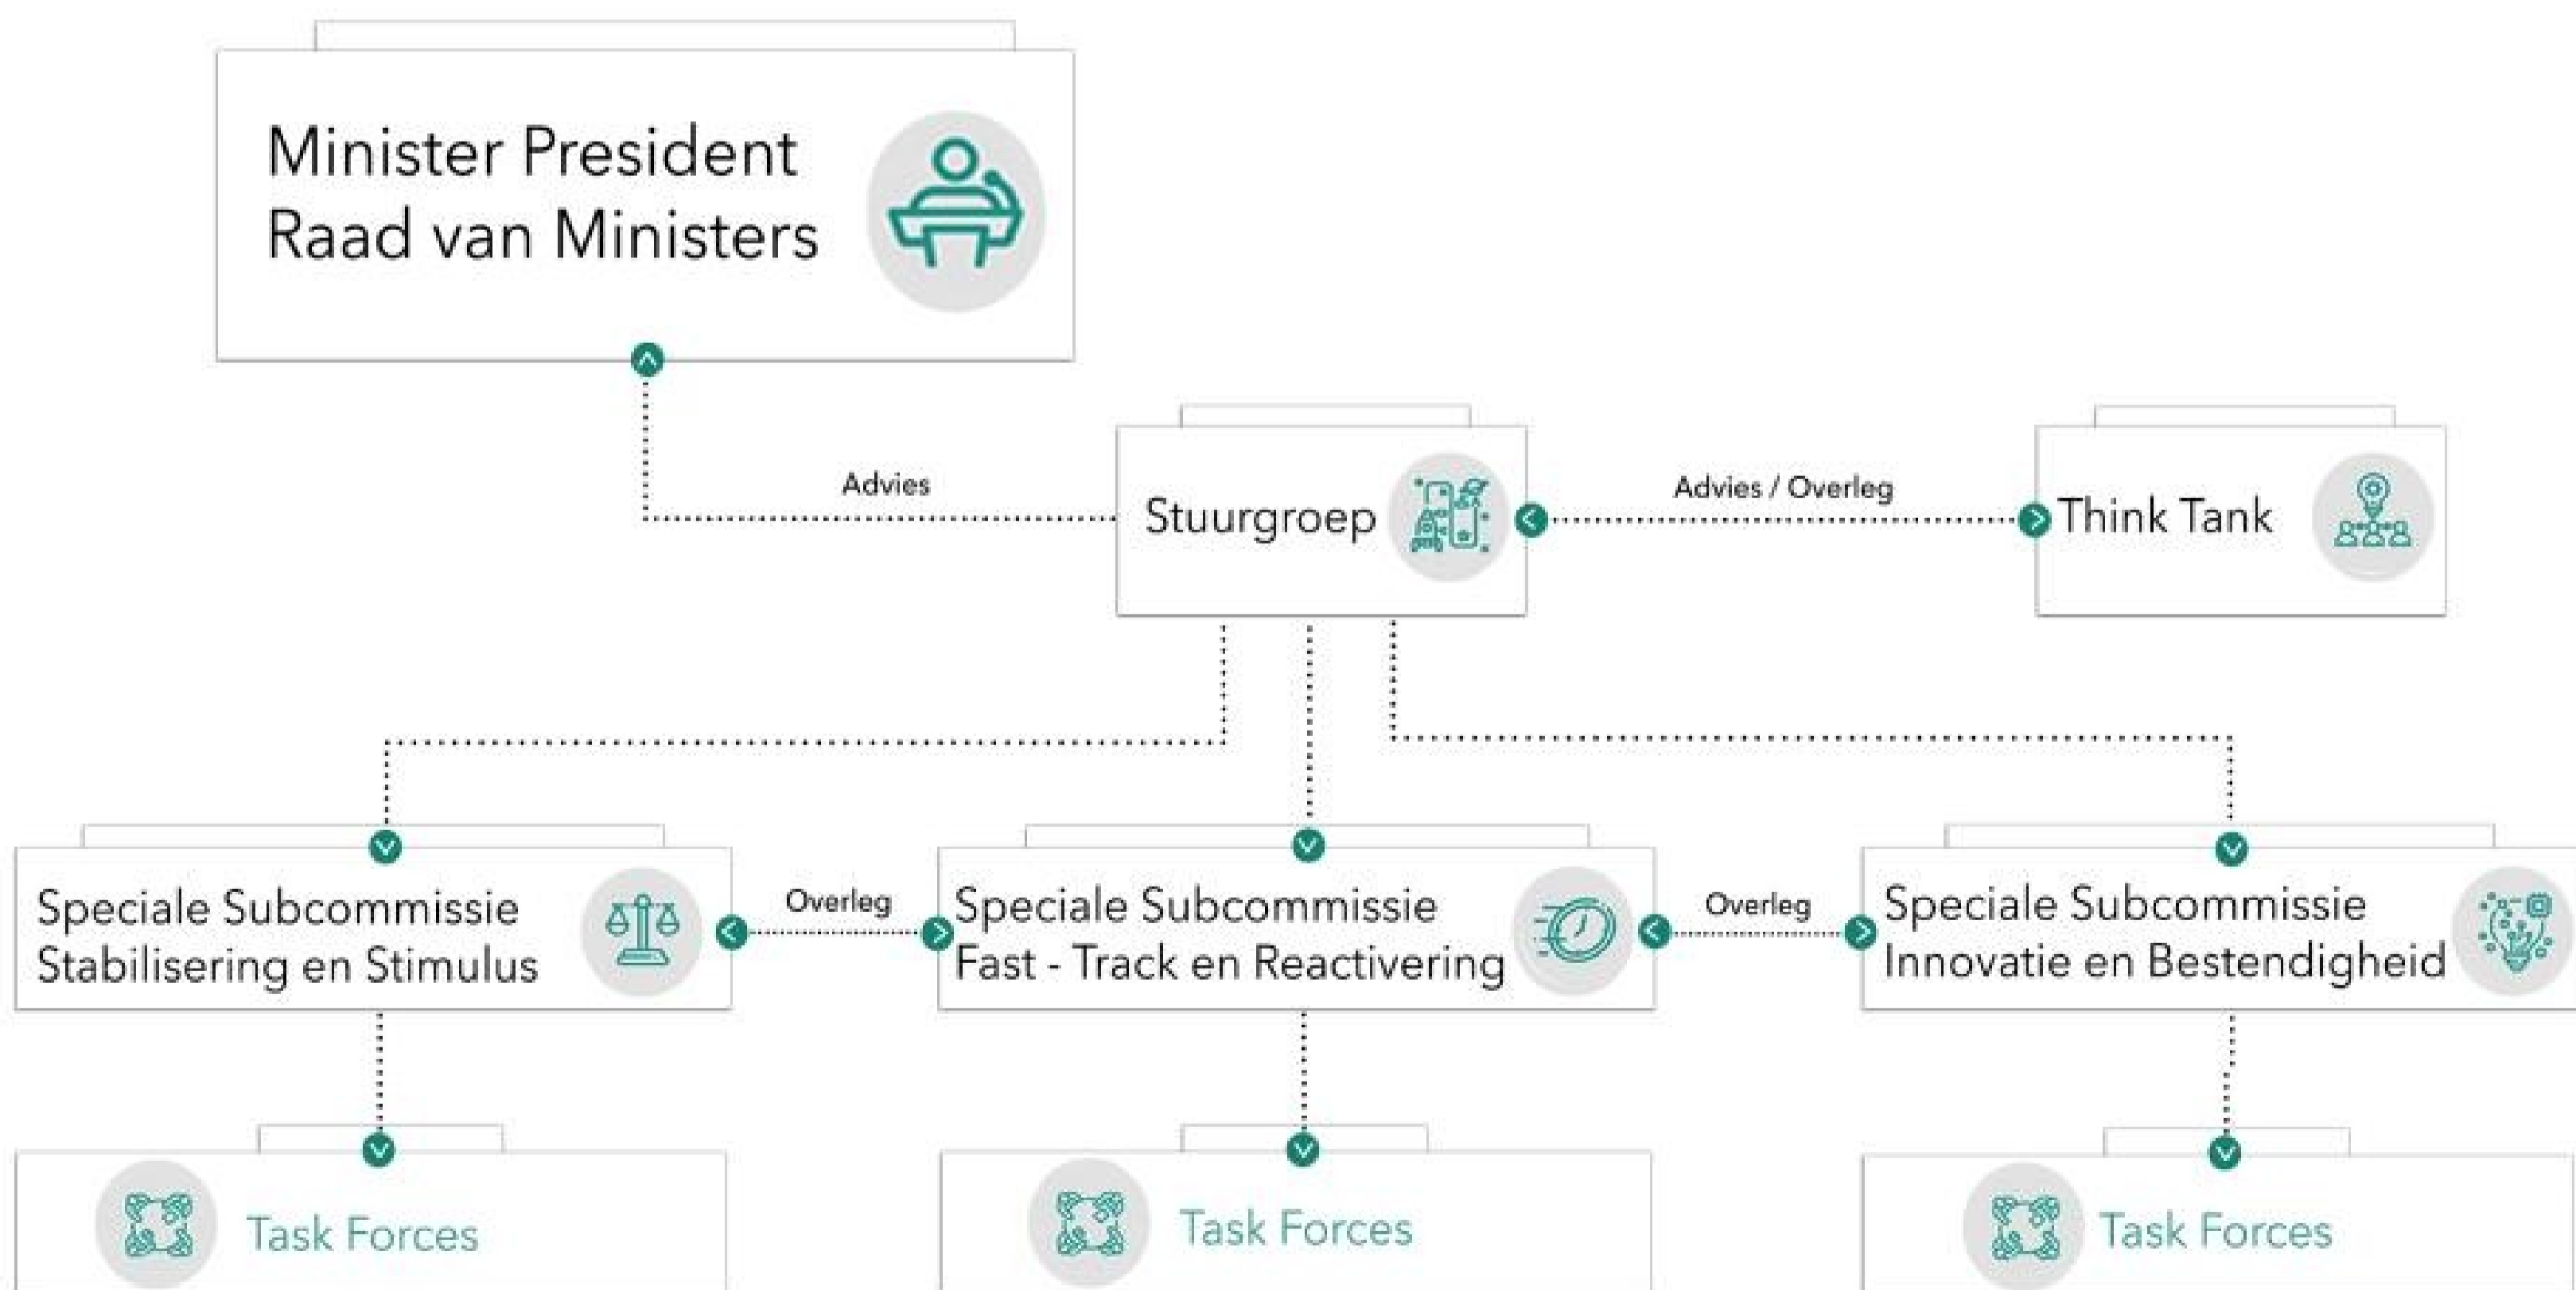 Minister President
Raad van Ministers
Advies
Stuurgroep
Advies / Overleg
Think Tank
Speciale Subcommissie
Stabilisering en Stimulus
Overleg
Speciale Subcommissie
Fast - Track en Reactivering
Overleg
Speciale Subcommissie
Innovatie en Bestendigheid
Task Forces
Task Forces
Task Forces